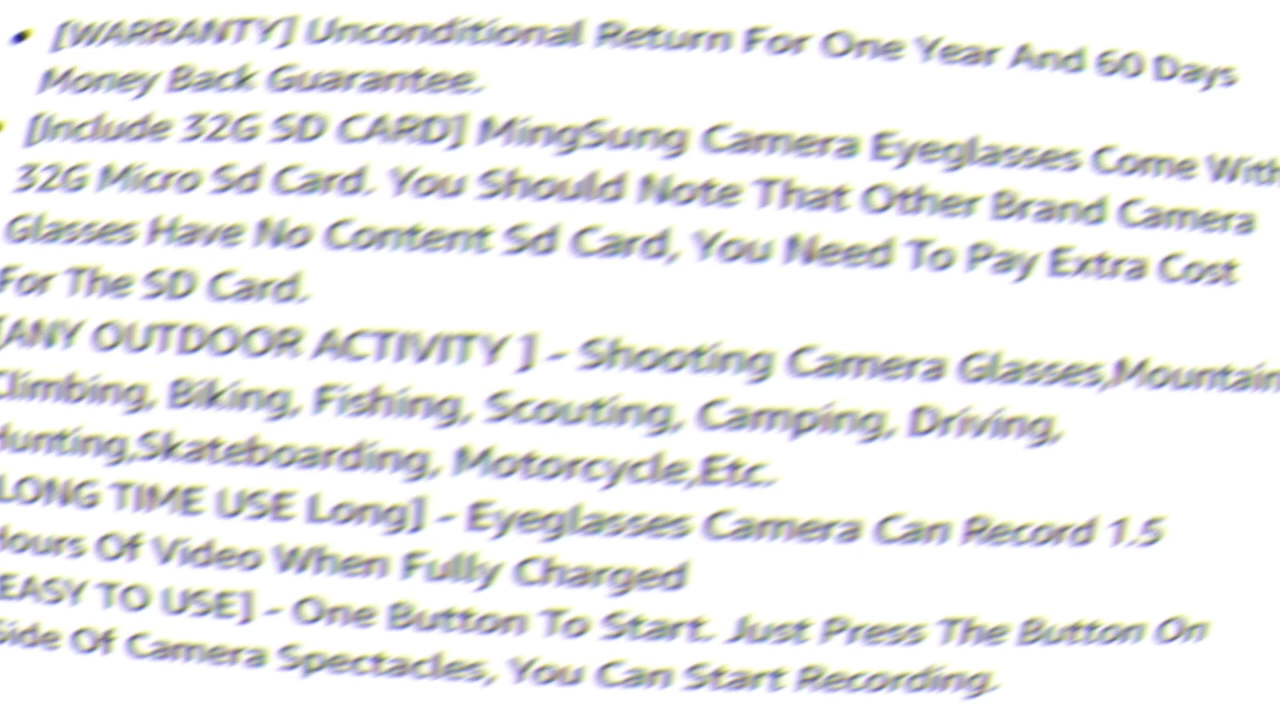 • [WARRANTY] Unconditional Return For One Year And 60 Days
Money Back Guarantee.
• [Include 32G SD CARD] MingSung Camera Eyeglasses Come With
32G Micro Sd Card. You Should Note That Other Brand Camera
Glasses Have No Content Sd Card, You Need To Pay Extra Cost
For The SD Card.
[ANY OUTDOOR ACTIVITY ] - Shooting Camera Glasses,Mountain
Climbing, Biking, Fishing, Scouting, Camping, Driving,
Hunting,Skateboarding, Motorcycle,Etc.
LONG TIME USE Long] - Eyeglasses Camera Can Record 1.5
Hours Of Video When Fully Charged
EASY TO USE] - One Button To Start. Just Press The Button On
Side Of Camera Spectacles, You Can Start Recording.